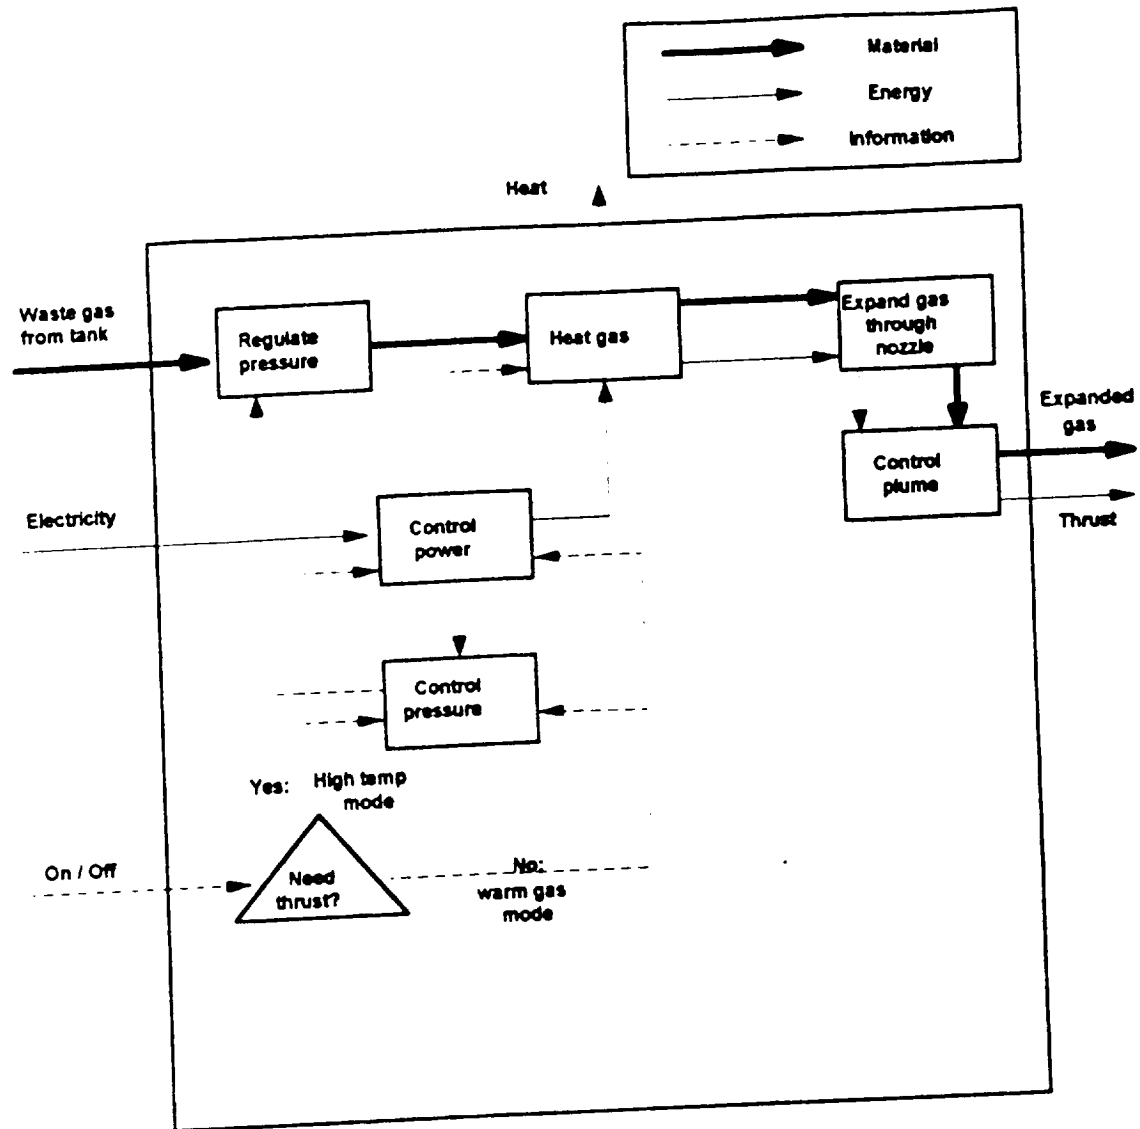 Material
Energy
Information
Heat
Waste gas
from tank
Regulate
pressure
Heat gas
Expand gas
through
nozzle
Expanded
gas
Control
plume
Thrust
Electricity
Control
power
Control
pressure
Yes: High temp
mode
On / Off
Need
thrust?
No:
warm gas
mode